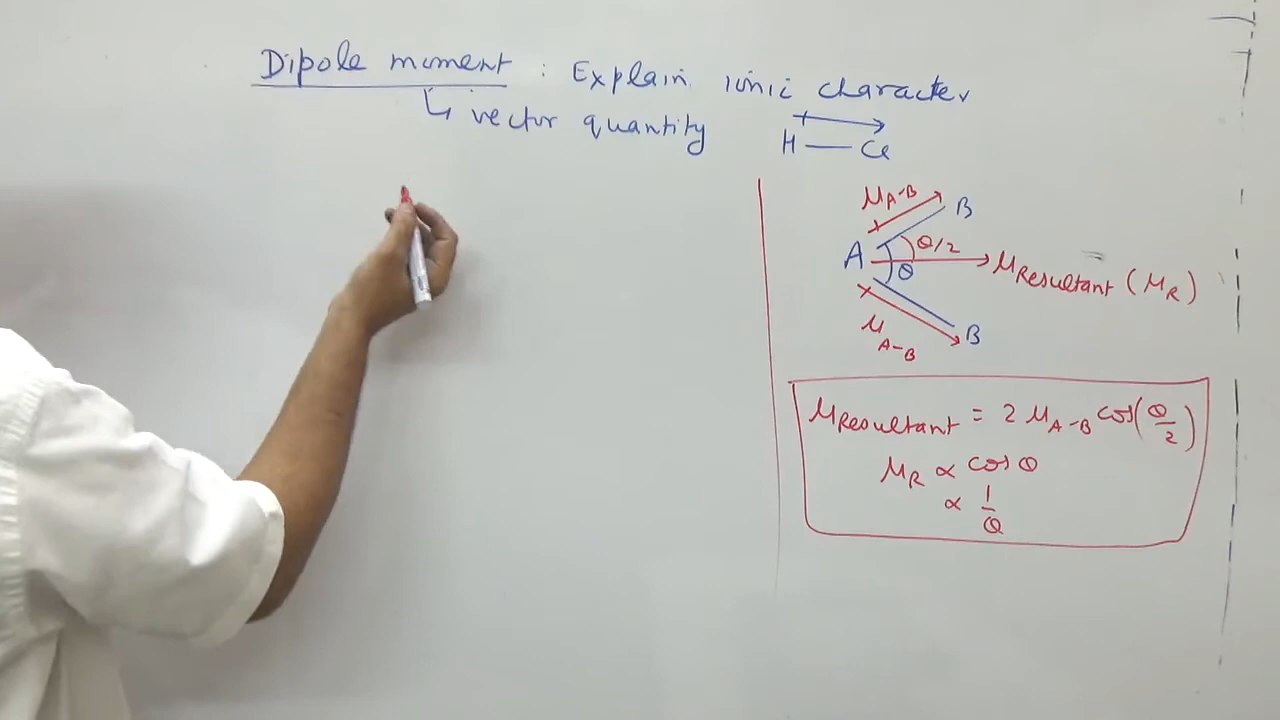 Dipole moment : Explain ionic character
↳ vector quantity
H — Cl
μA-B
B
θ/2
A
θ
μResultant (μR)
μA-B
B
μResultant = 2 μA-B cos(θ/2)
μR ∝ cos θ
∝ 1/θ